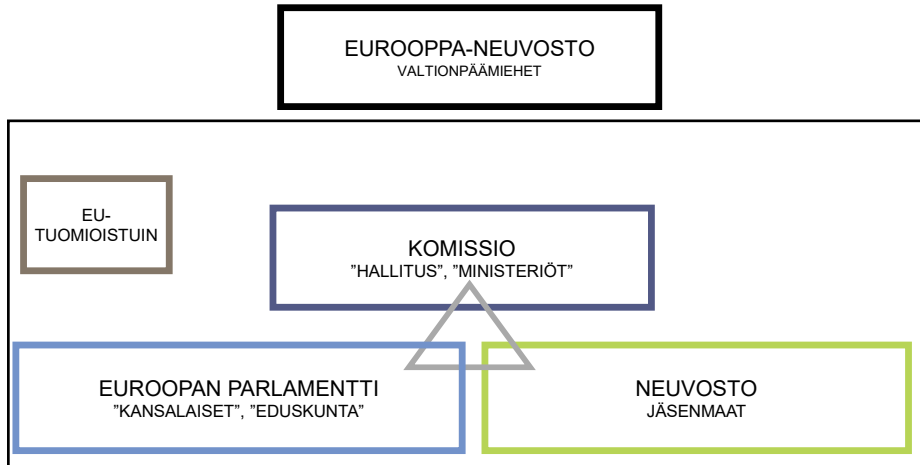 EUROOPPA-NEUVOSTO
VALTIONPÄÄMIEHET
EU-
TUOMIOISTUIN
KOMISSIO
”HALLITUS”, ”MINISTERIÖT”
EUROOPAN PARLAMENTTI
”KANSALAISET”, ”EDUSKUNTA”
NEUVOSTO
JÄSENMAAT